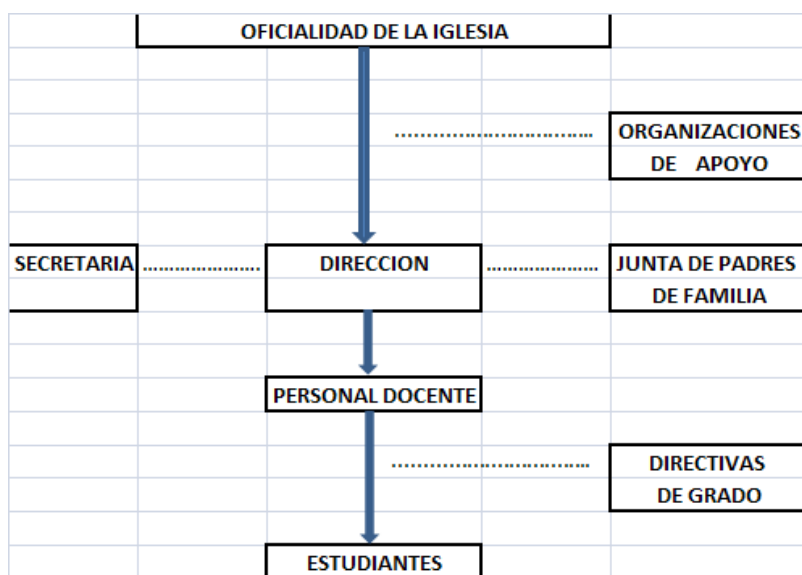 OFICIALIDAD DE LA IGLESIA
ORGANIZACIONES
DE APOYO
SECRETARIA
DIRECCION
JUNTA DE PADRES
DE FAMILIA
PERSONAL DOCENTE
DIRECTIVAS
DE GRADO
ESTUDIANTES